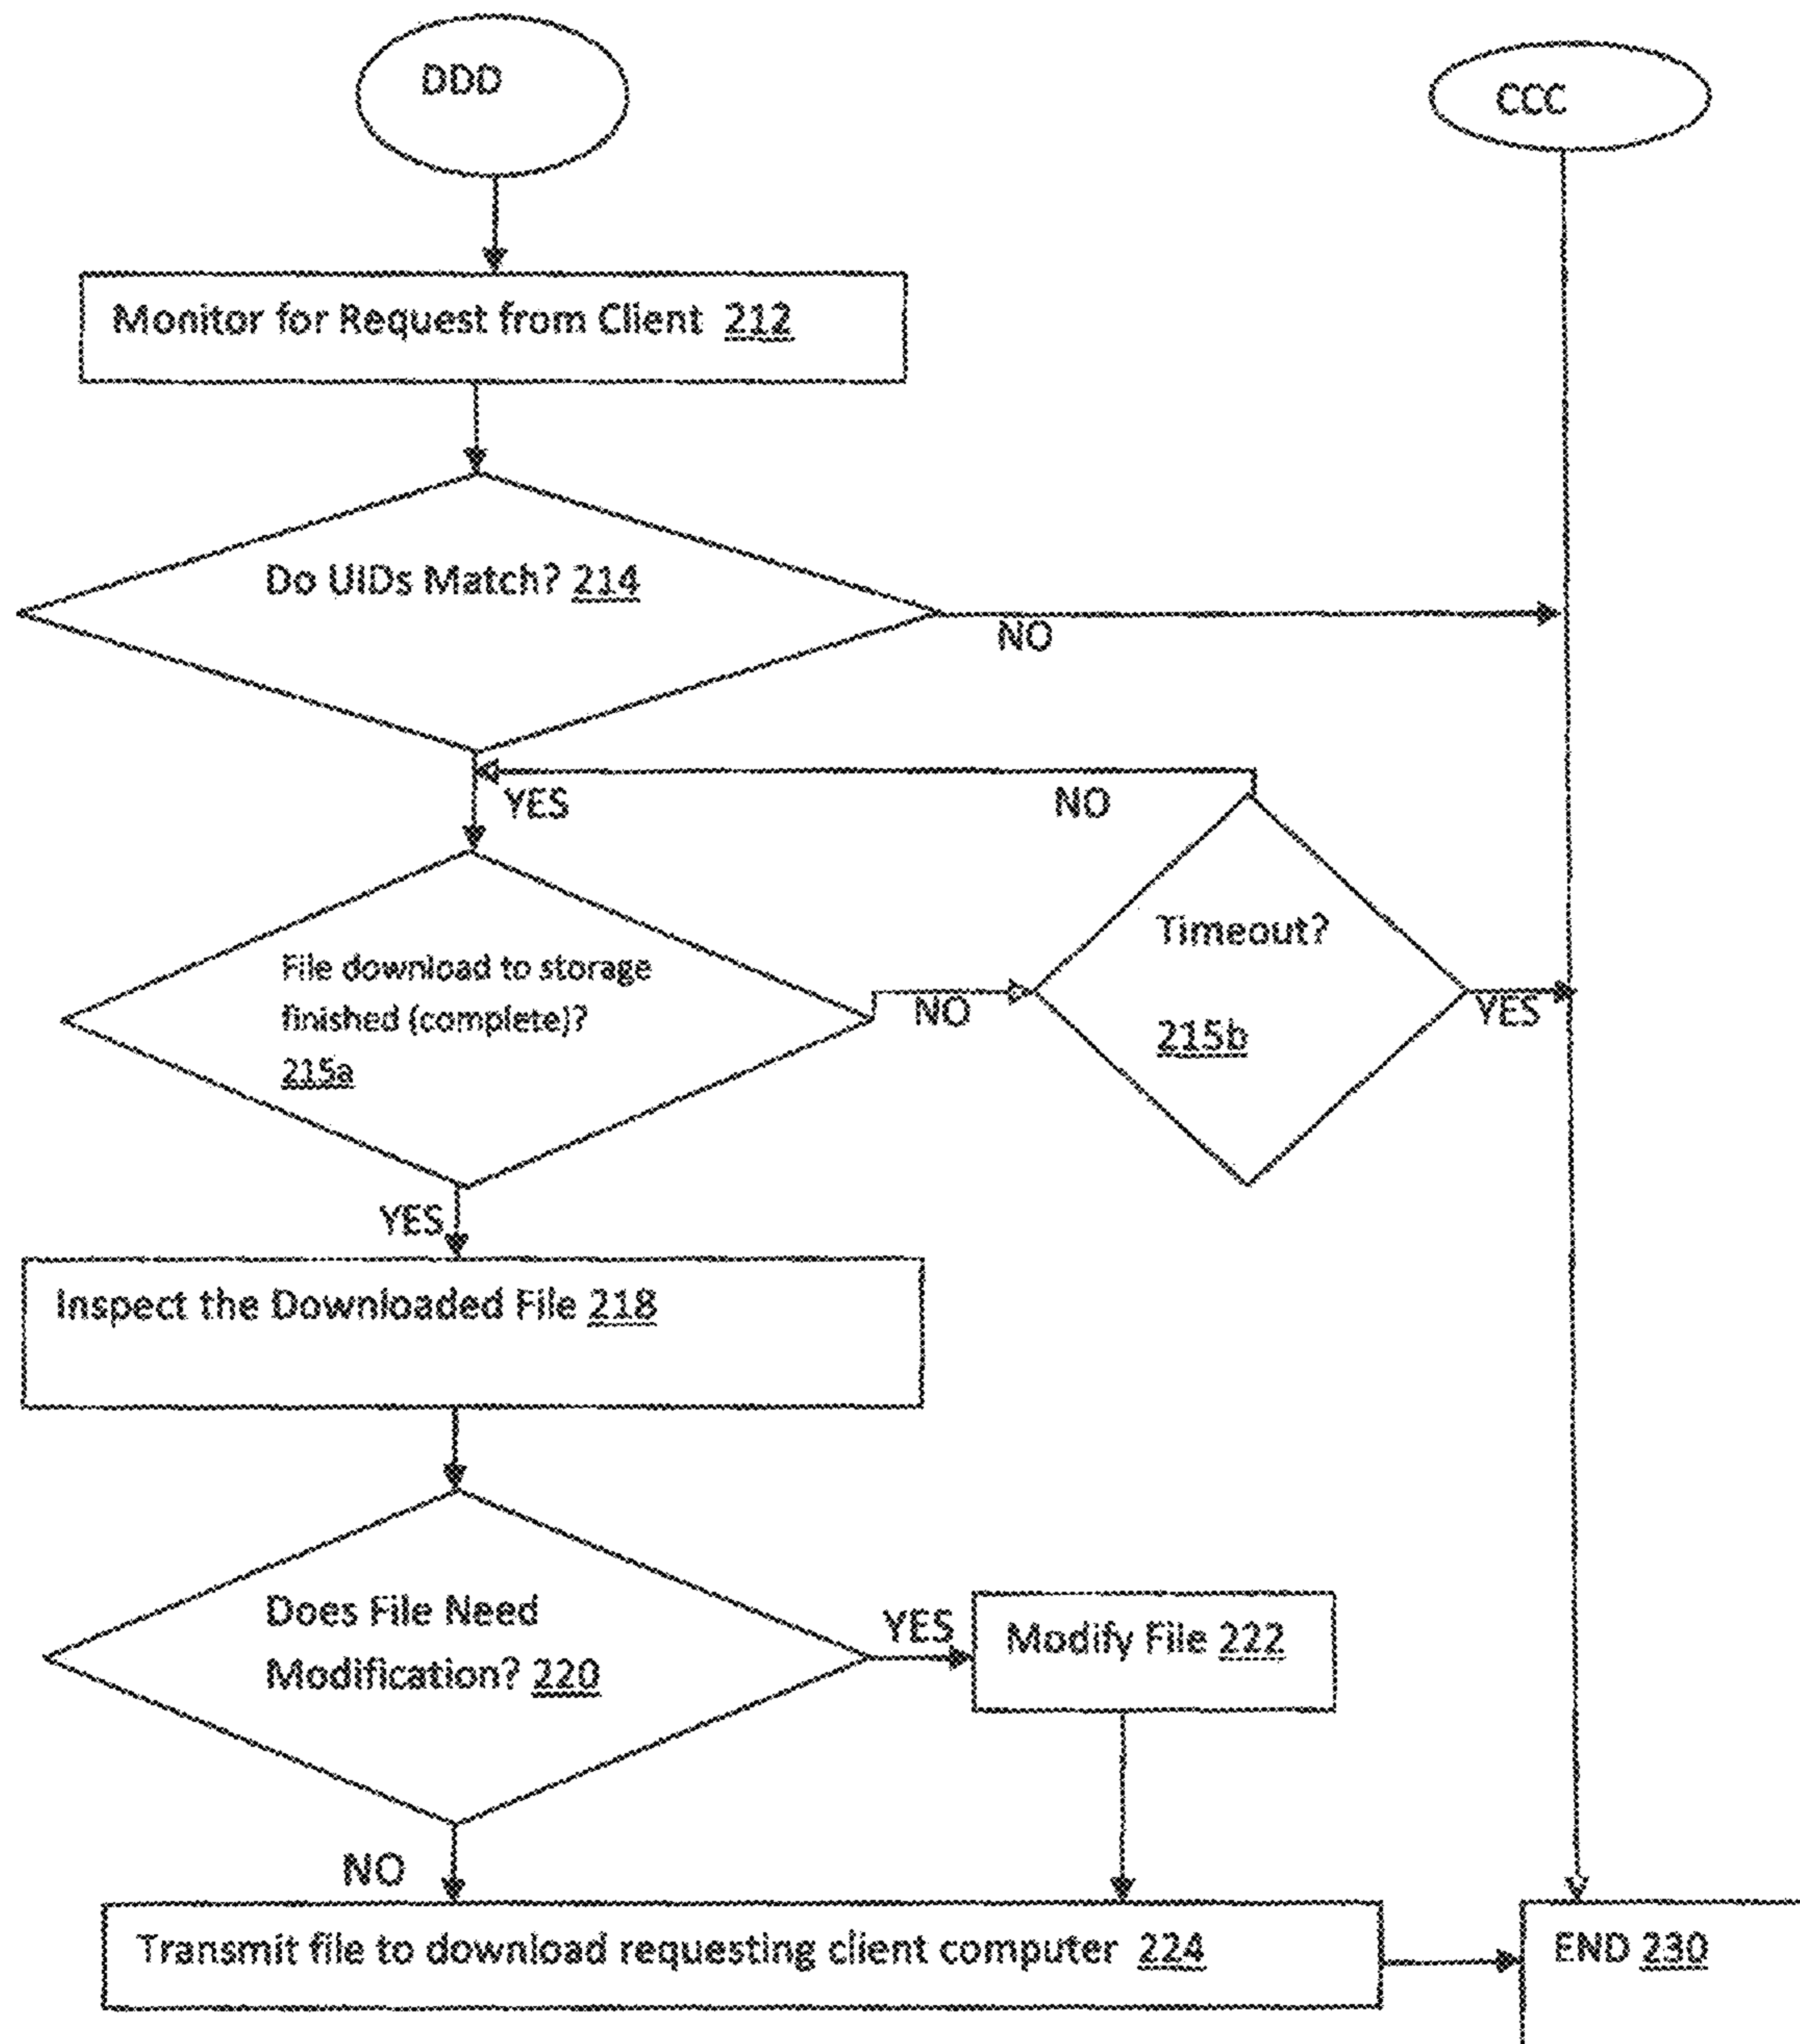 DDD
CCC
Monitor for Request from Client 212
Do UIDs Match? 214
NO
YES
NO
Timeout?
215b
File download to storage
finished (complete)?
215a
NO
YES
YES
Inspect the Downloaded File 218
Does File Need
Modification? 220
YES
Modify File 222
NO
Transmit file to download requesting client computer 224
END 230